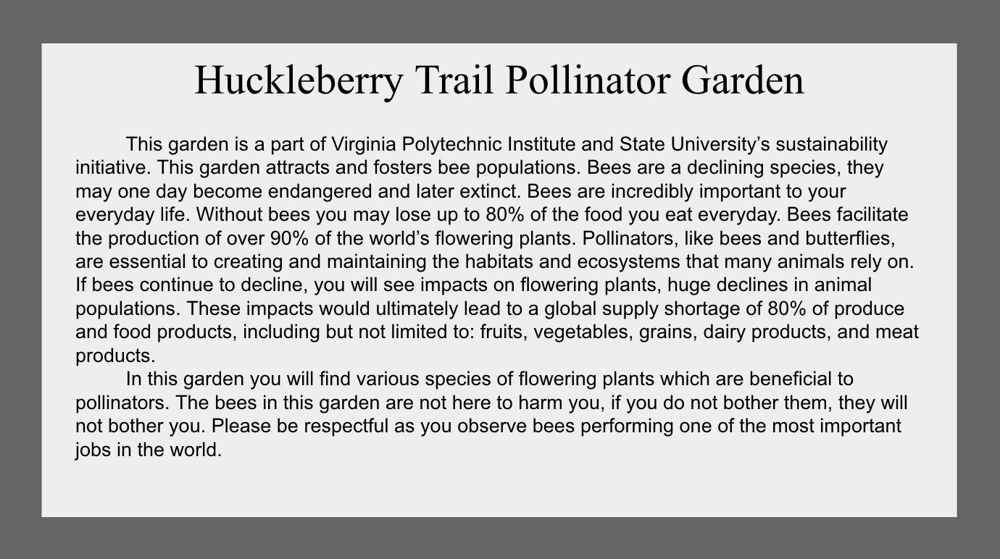 Huckleberry Trail Pollinator Garden
This garden is a part of Virginia Polytechnic Institute and State University’s sustainability
initiative. This garden attracts and fosters bee populations. Bees are a declining species, they
may one day become endangered and later extinct. Bees are incredibly important to your
everyday life. Without bees you may lose up to 80% of the food you eat everyday. Bees facilitate
the production of over 90% of the world’s flowering plants. Pollinators, like bees and butterflies,
are essential to creating and maintaining the habitats and ecosystems that many animals rely on.
If bees continue to decline, you will see impacts on flowering plants, huge declines in animal
populations. These impacts would ultimately lead to a global supply shortage of 80% of produce
and food products, including but not limited to: fruits, vegetables, grains, dairy products, and meat
products.
In this garden you will find various species of flowering plants which are beneficial to
pollinators. The bees in this garden are not here to harm you, if you do not bother them, they will
not bother you. Please be respectful as you observe bees performing one of the most important
jobs in the world.